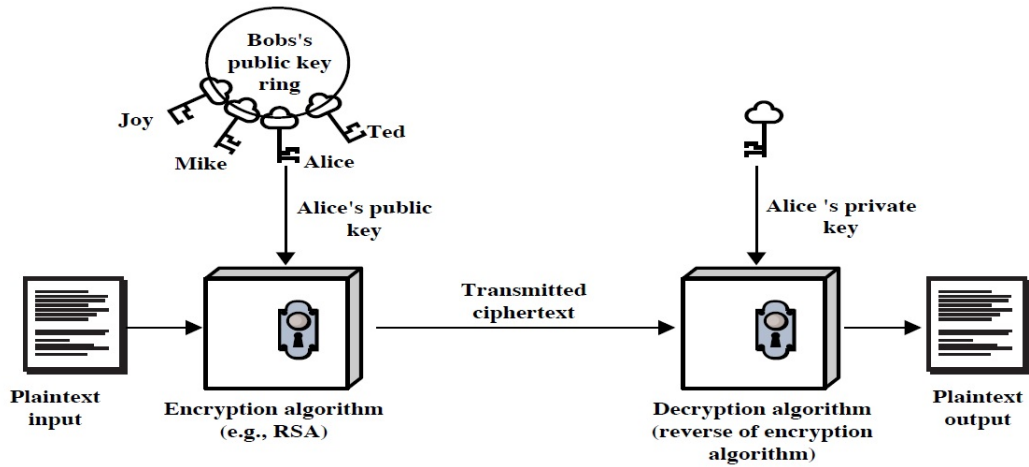 Bobs's
public key
ring
Joy
Mike
Alice
Ted
Alice's public
key
Alice 's private
key
Transmitted
ciphertext
Plaintext
input
Encryption algorithm
(e.g., RSA)
Decryption algorithm
(reverse of encryption
algorithm)
Plaintext
output